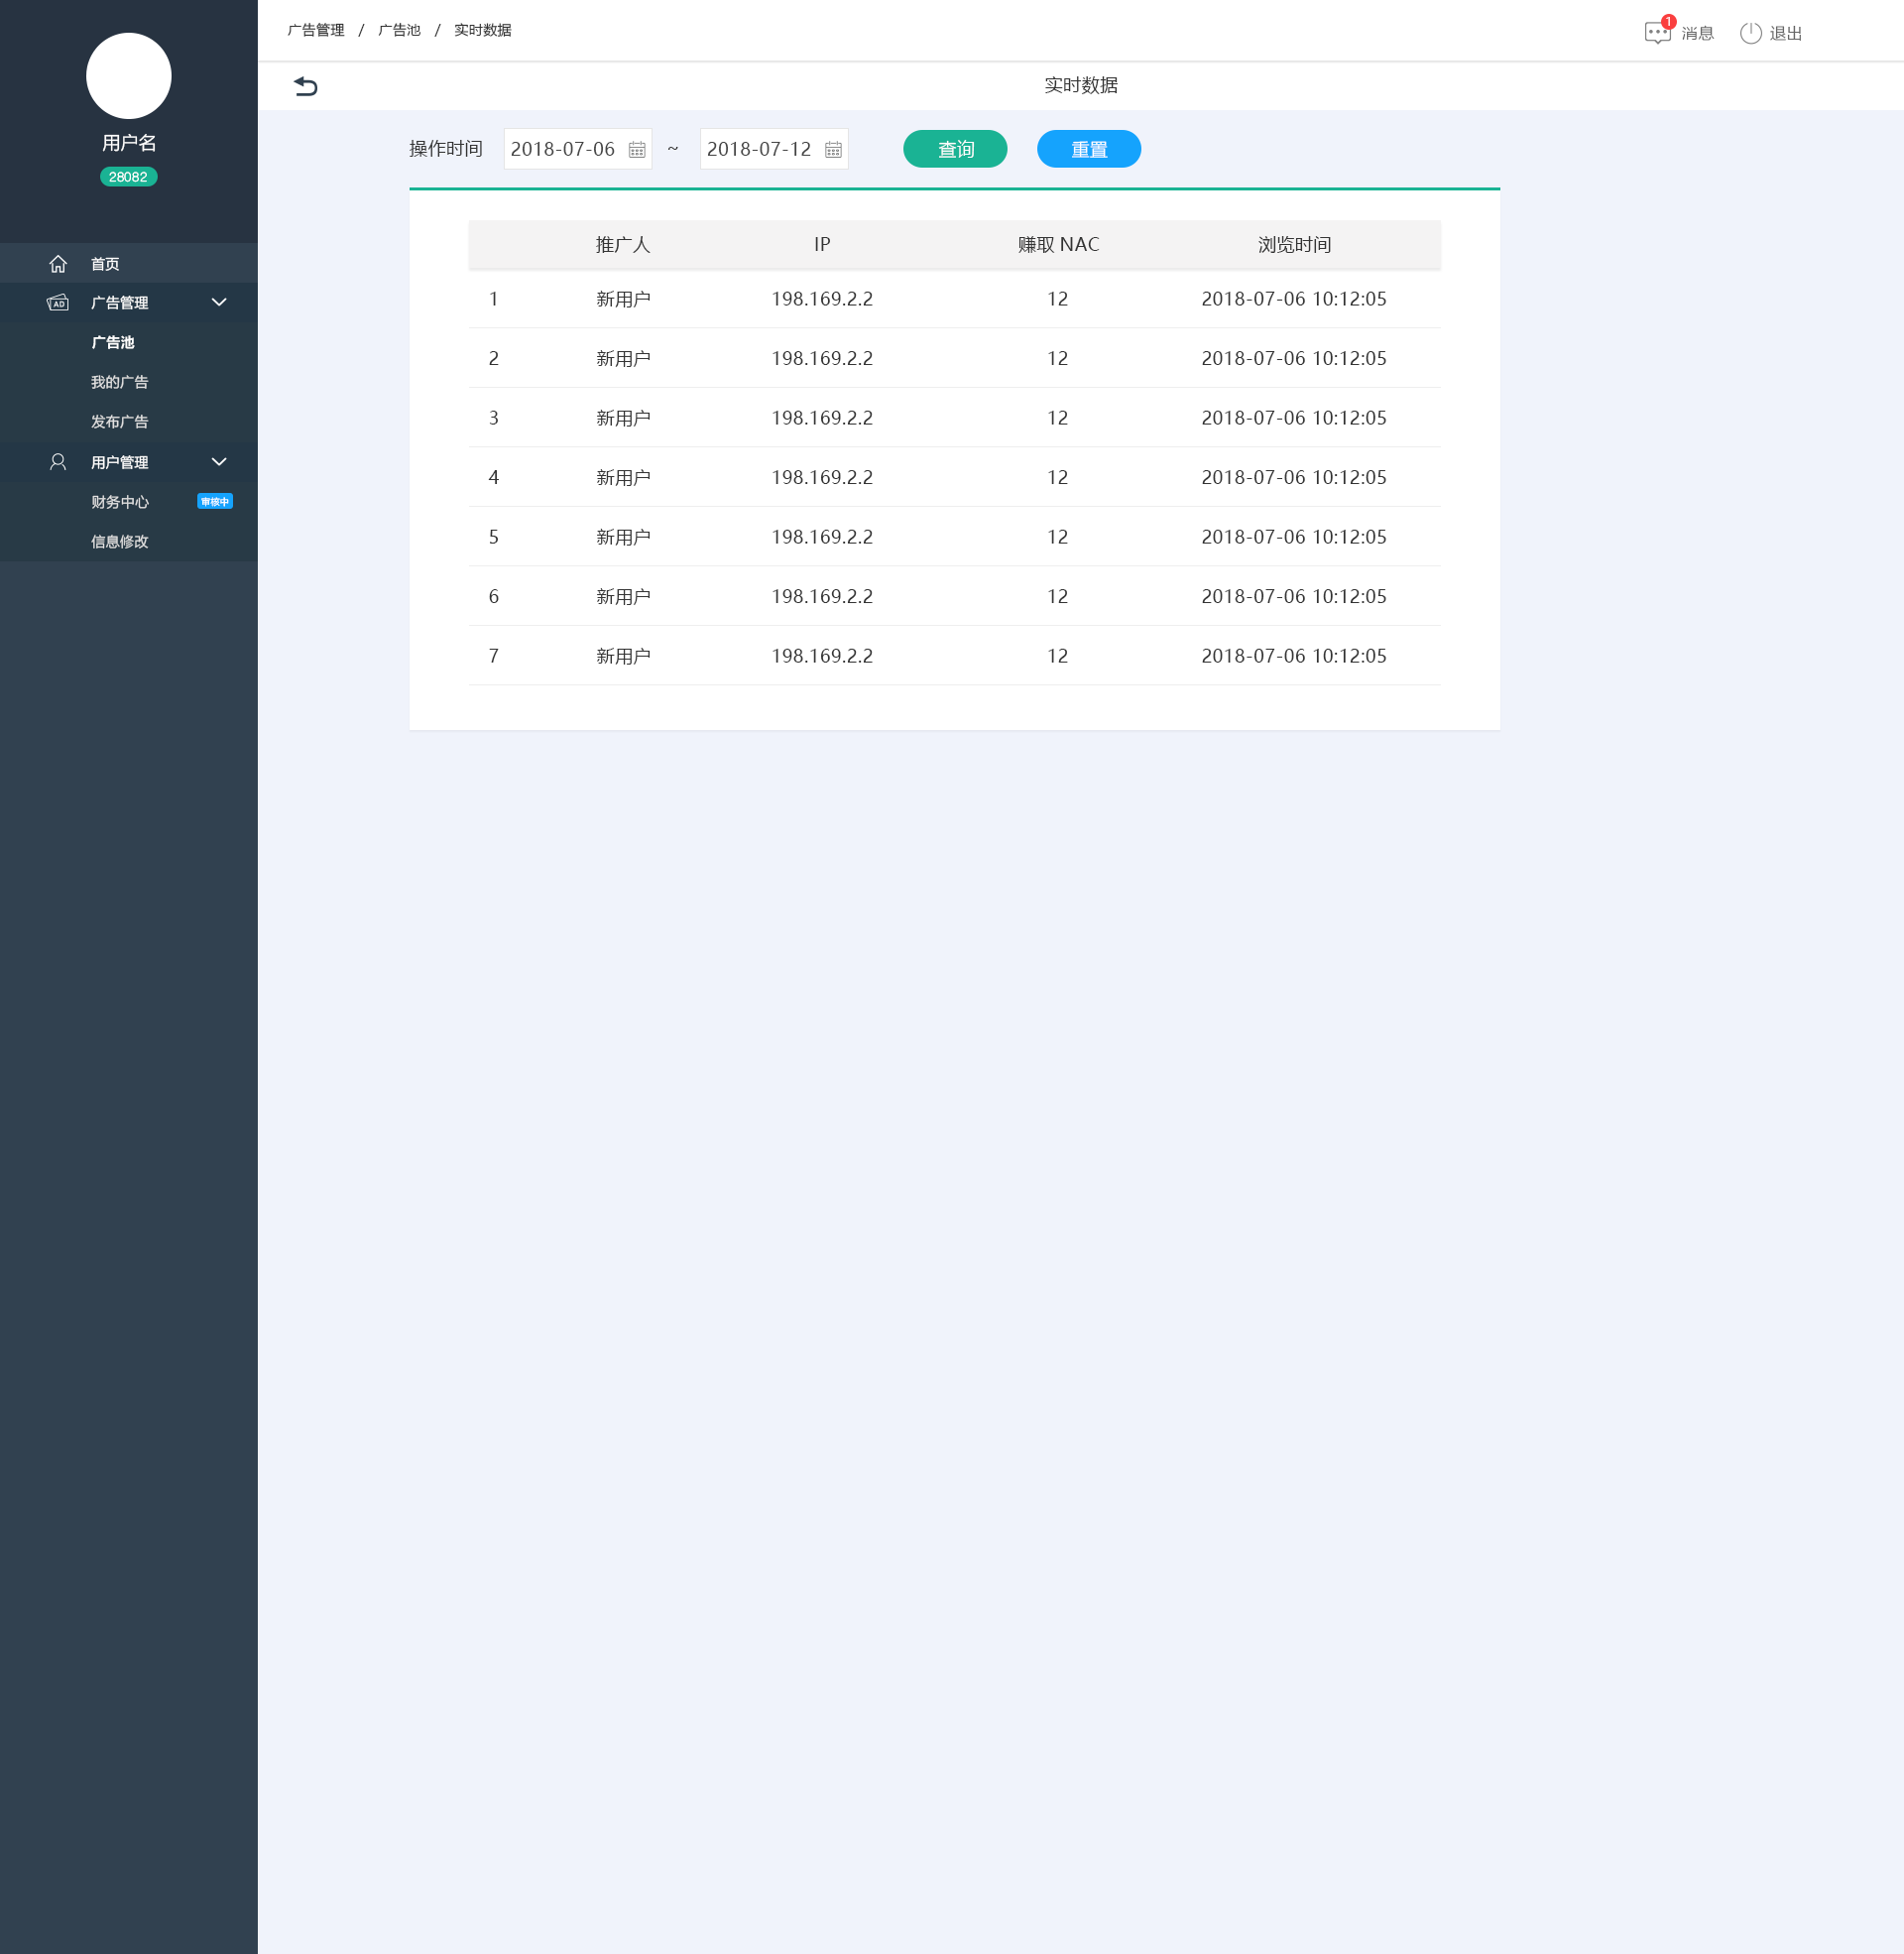 广告管理 / 广告池 / 实时数据
1
消息 退出
实时数据
用户名
28082
首页
AD 广告管理
广告池
我的广告
发布广告
用户管理
财务中心 审核中
信息修改
操作时间 2018-07-06 ~ 2018-07-12 查询 重置
推广人 IP 赚取 NAC 浏览时间
1 新用户 198.169.2.2 12 2018-07-06 10:12:05
2 新用户 198.169.2.2 12 2018-07-06 10:12:05
3 新用户 198.169.2.2 12 2018-07-06 10:12:05
4 新用户 198.169.2.2 12 2018-07-06 10:12:05
5 新用户 198.169.2.2 12 2018-07-06 10:12:05
6 新用户 198.169.2.2 12 2018-07-06 10:12:05
7 新用户 198.169.2.2 12 2018-07-06 10:12:05